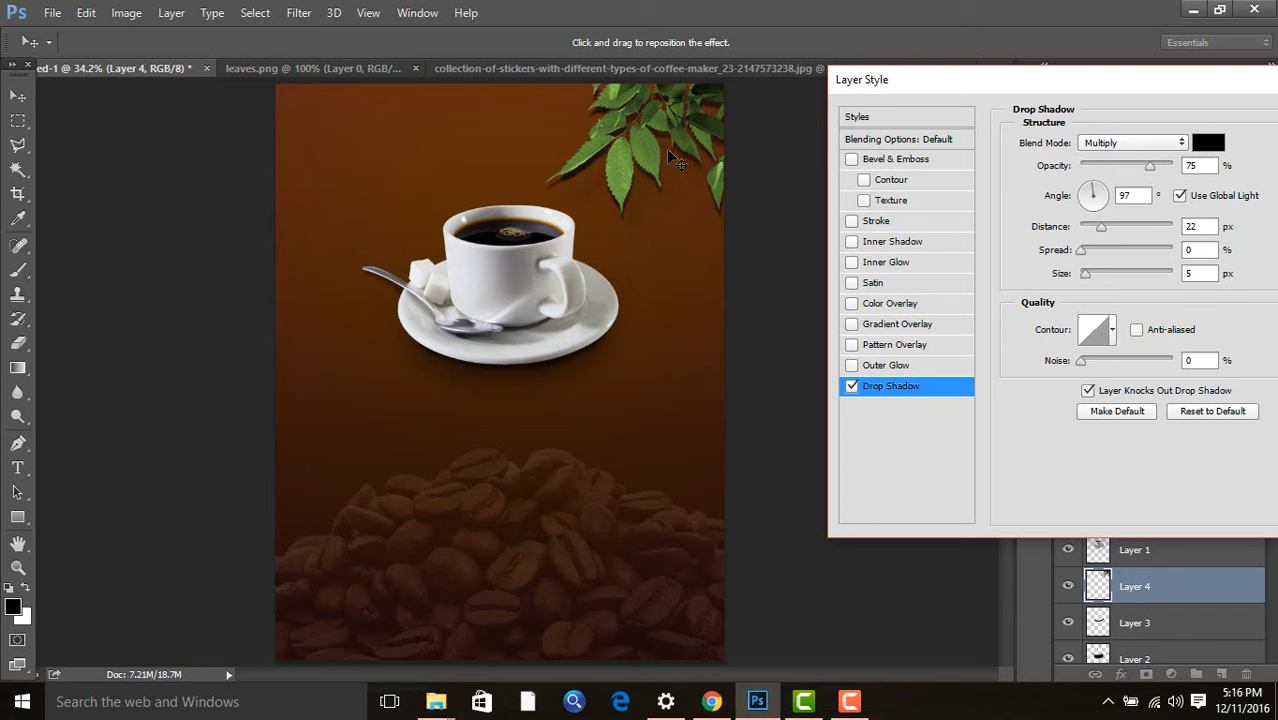 Ps File Edit Image Layer Type Select Filter 3D View Window Help
Click and drag to reposition the effect.
Essentials
ed-1 @ 34.2% (Layer 4, RGB/8) *
leaves.png @ 100% (Layer 0, RGB/...
collection-of-stickers-with-different-types-of-coffee-maker_23-2147573238.jpg @
Layer Style
Styles
Blending Options: Default
Bevel & Emboss
Contour
Texture
Stroke
Inner Shadow
Inner Glow
Satin
Color Overlay
Gradient Overlay
Pattern Overlay
Outer Glow
Drop Shadow
Drop Shadow
Structure
Blend Mode: Multiply
Opacity: 75 %
Angle: 97 ° Use Global Light
Distance: 22 px
Spread: 0 %
Size: 5 px
Quality
Contour: Anti-aliased
Noise: 0 %
Layer Knocks Out Drop Shadow
Make Default Reset to Default
Layer 1
Layer 4
Layer 3
Layer 2
fx
Doc: 7.21M/18.7M
Search the web and Windows
Ps
5:16 PM
12/11/2016